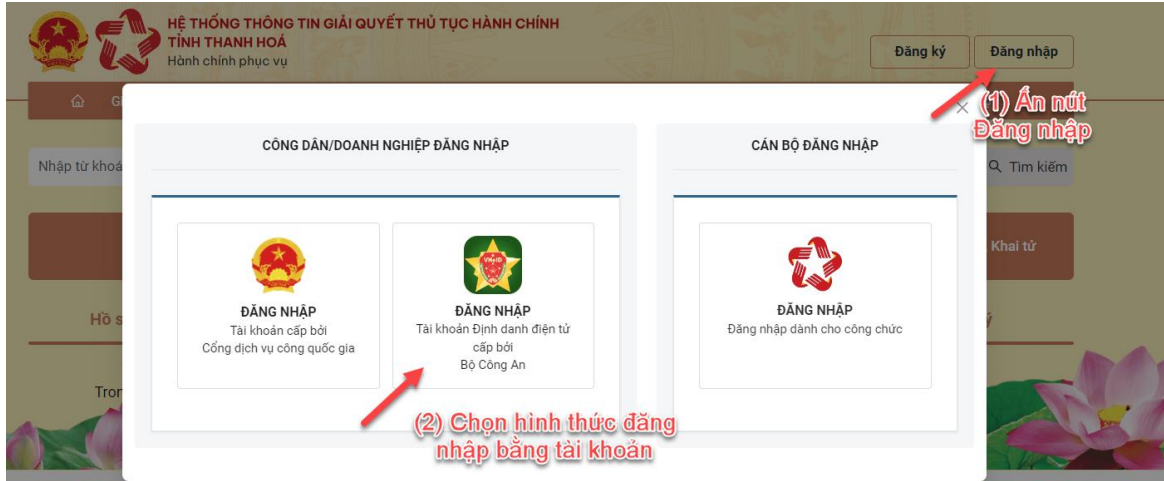 HỆ THỐNG THÔNG TIN GIẢI QUYẾT THỦ TỤC HÀNH CHÍNH
TỈNH THANH HOÁ
Hành chính phục vụ
Đăng ký
Đăng nhập
(1) Ấn nút
Đăng nhập
CÔNG DÂN/DOANH NGHIỆP ĐĂNG NHẬP
CÁN BỘ ĐĂNG NHẬP
Nhập từ khoá
Tìm kiếm
ĐĂNG NHẬP
Tài khoản cấp bởi
Cổng dịch vụ công quốc gia
VNeID
ĐĂNG NHẬP
Tài khoản Định danh điện tử
cấp bởi
Bộ Công An
ĐĂNG NHẬP
Đăng nhập dành cho công chức
Khai tử
Hồ s
ý
(2) Chọn hình thức đăng
nhập bằng tài khoản